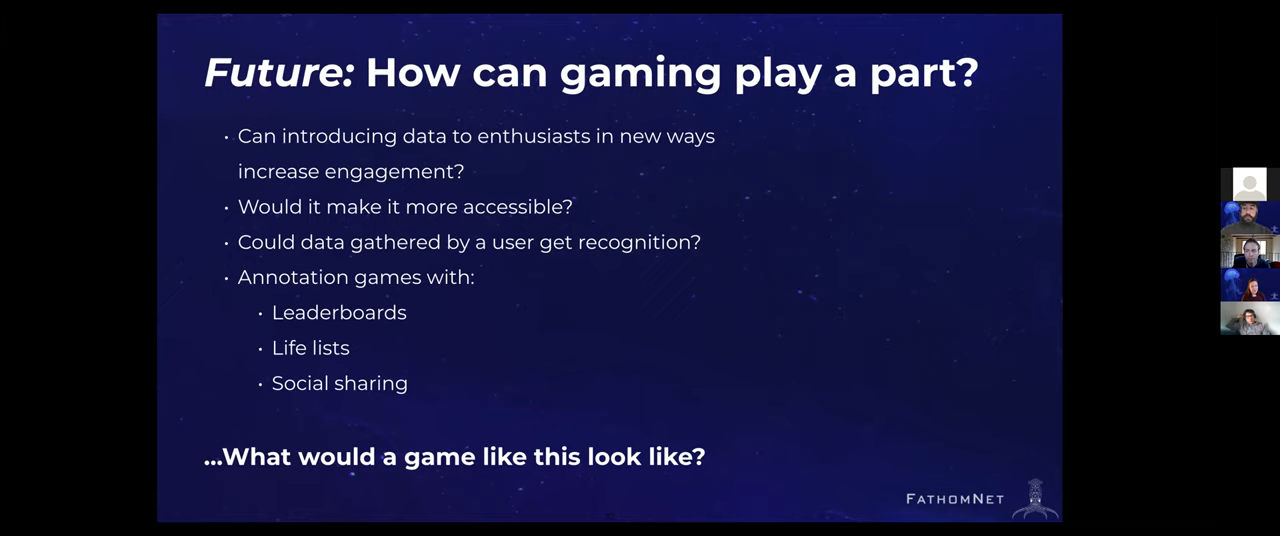 Future: How can gaming play a part?
• Can introducing data to enthusiasts in new ways
increase engagement?
• Would it make it more accessible?
• Could data gathered by a user get recognition?
• Annotation games with:
• Leaderboards
• Life lists
• Social sharing
...What would a game like this look like?
FATHOMNET